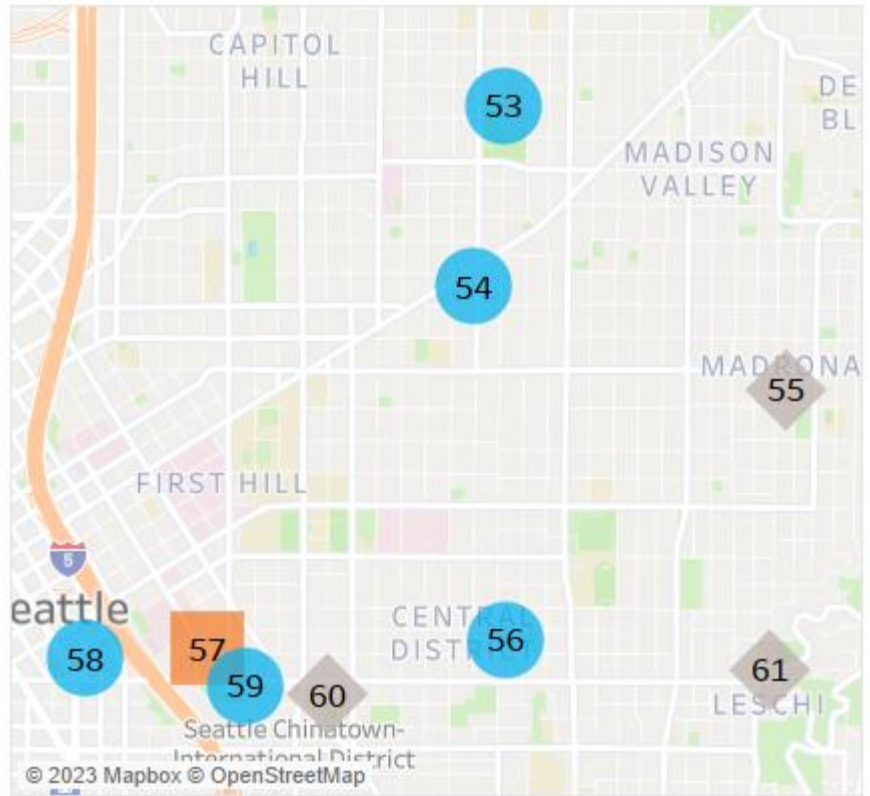 CAPITOL
HILL
53
DE
BL
MADISON
VALLEY
54
MADRONA
55
FIRST HILL
5
eattle
CENTRAL
DISTRICT
56
57
58
59
60
61
LESCHI
Seattle Chinatown-
International District
© 2023 Mapbox © OpenStreetMap